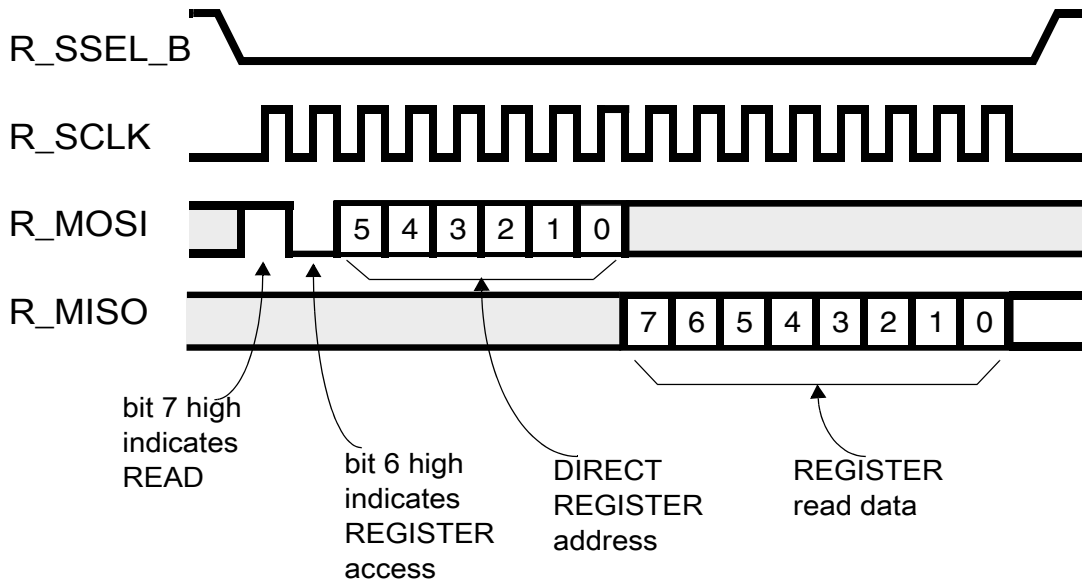 R_SSEL_B
R_SCLK
R_MOSI
5 4 3 2 1 0
R_MISO
7 6 5 4 3 2 1 0
bit 7 high
indicates
READ
bit 6 high
indicates
REGISTER
access
DIRECT
REGISTER
address
REGISTER
read data